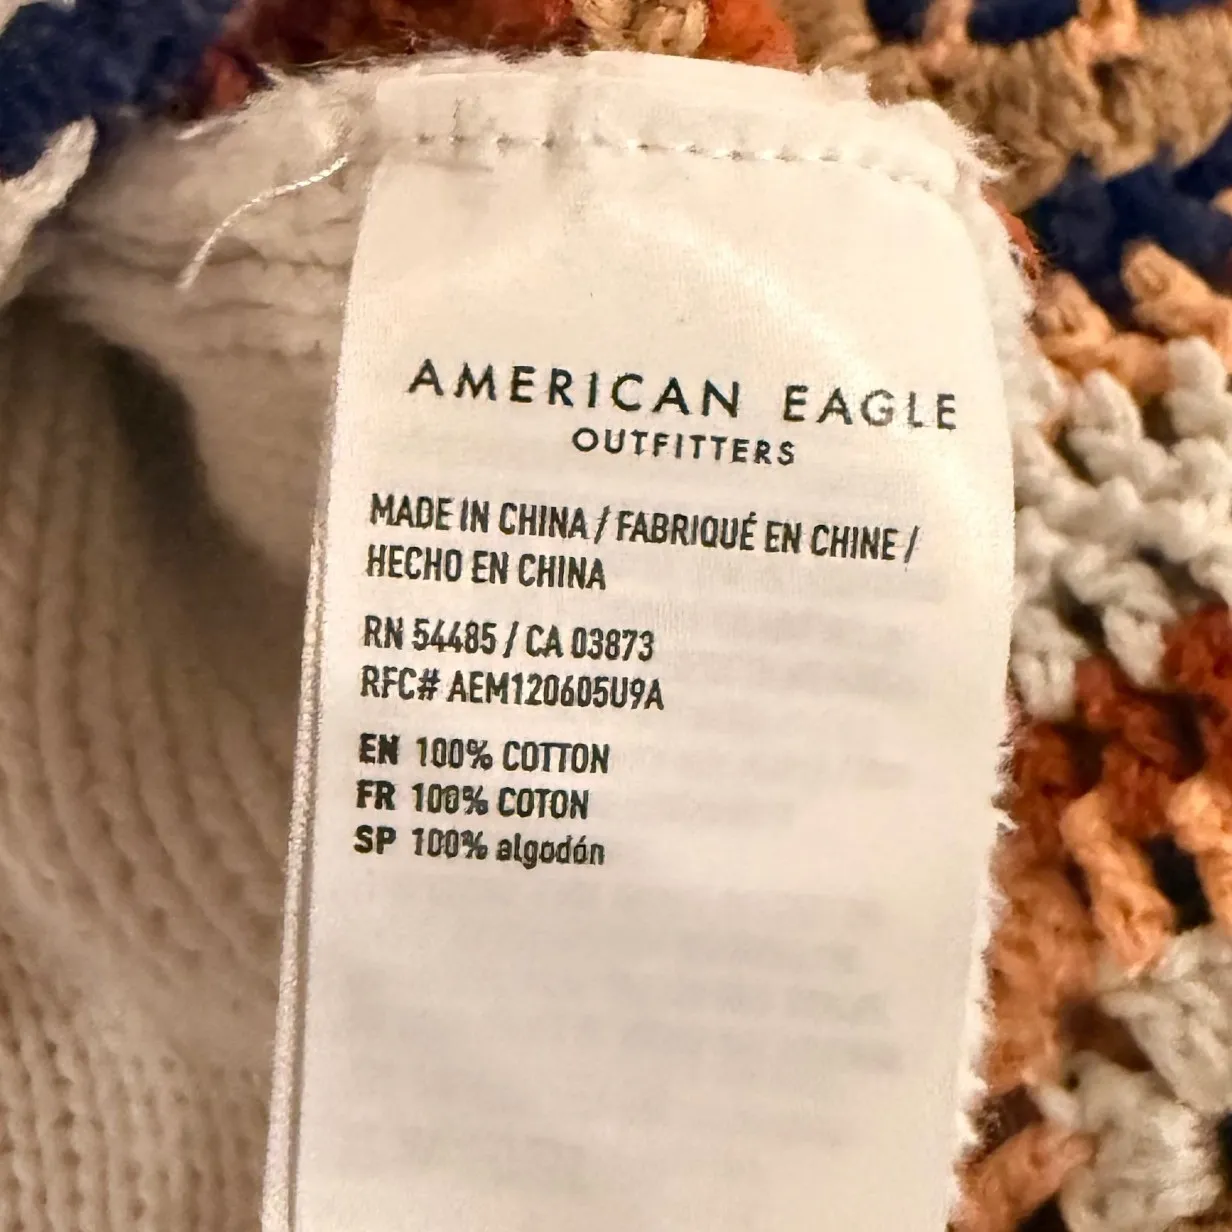 AMERICAN EAGLE
OUTFITTERS
MADE IN CHINA / FABRIQUÉ EN CHINE /
HECHO EN CHINA
RN 54485 / CA 03873
RFC# AEM120605U9A
EN 100% COTTON
FR 100% COTON
SP 100% algodón